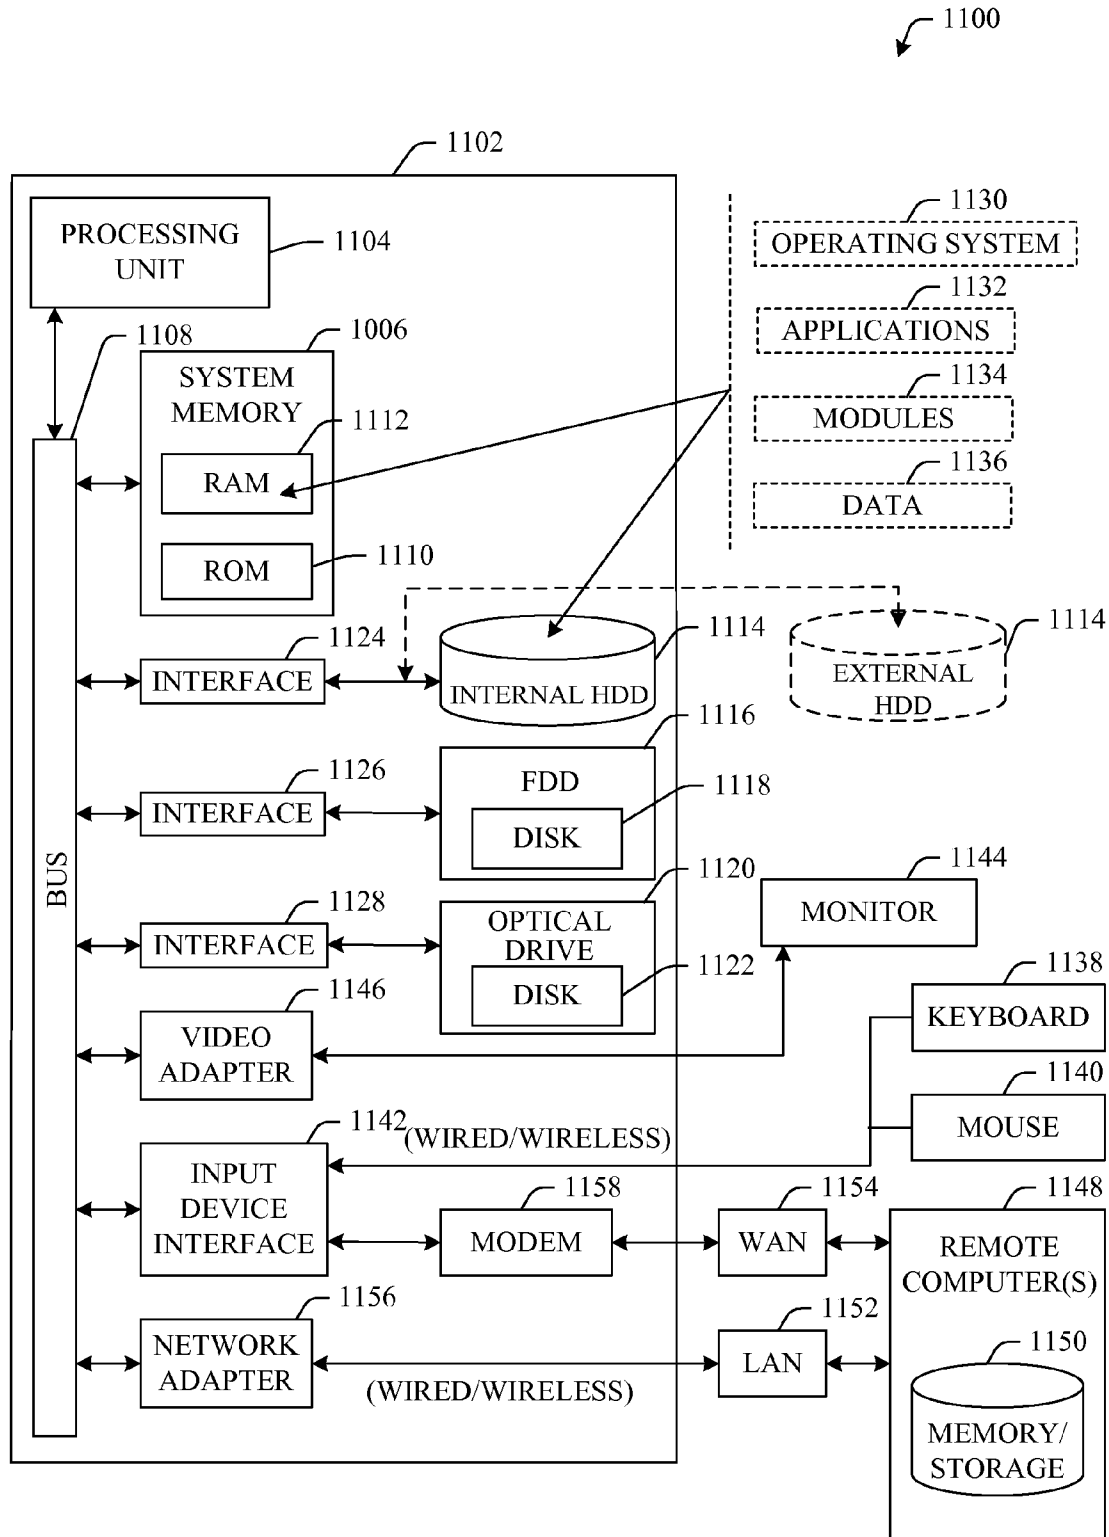 1100
1102
PROCESSING
UNIT
1104
1130
OPERATING SYSTEM
1108
1006
SYSTEM
MEMORY
1132
APPLICATIONS
1112
RAM
1134
MODULES
1110
ROM
1136
DATA
1124
INTERFACE
INTERNAL HDD
1114
EXTERNAL
HDD
1114
1126
INTERFACE
1116
FDD
1118
DISK
BUS
1128
INTERFACE
1120
OPTICAL
DRIVE
1122
DISK
1144
MONITOR
1146
VIDEO
ADAPTER
1138
KEYBOARD
1140
MOUSE
1142
(WIRED/WIRELESS)
INPUT
DEVICE
INTERFACE
1158
MODEM
1154
WAN
1148
REMOTE
COMPUTER(S)
1156
NETWORK
ADAPTER
(WIRED/WIRELESS)
1152
LAN
1150
MEMORY/
STORAGE